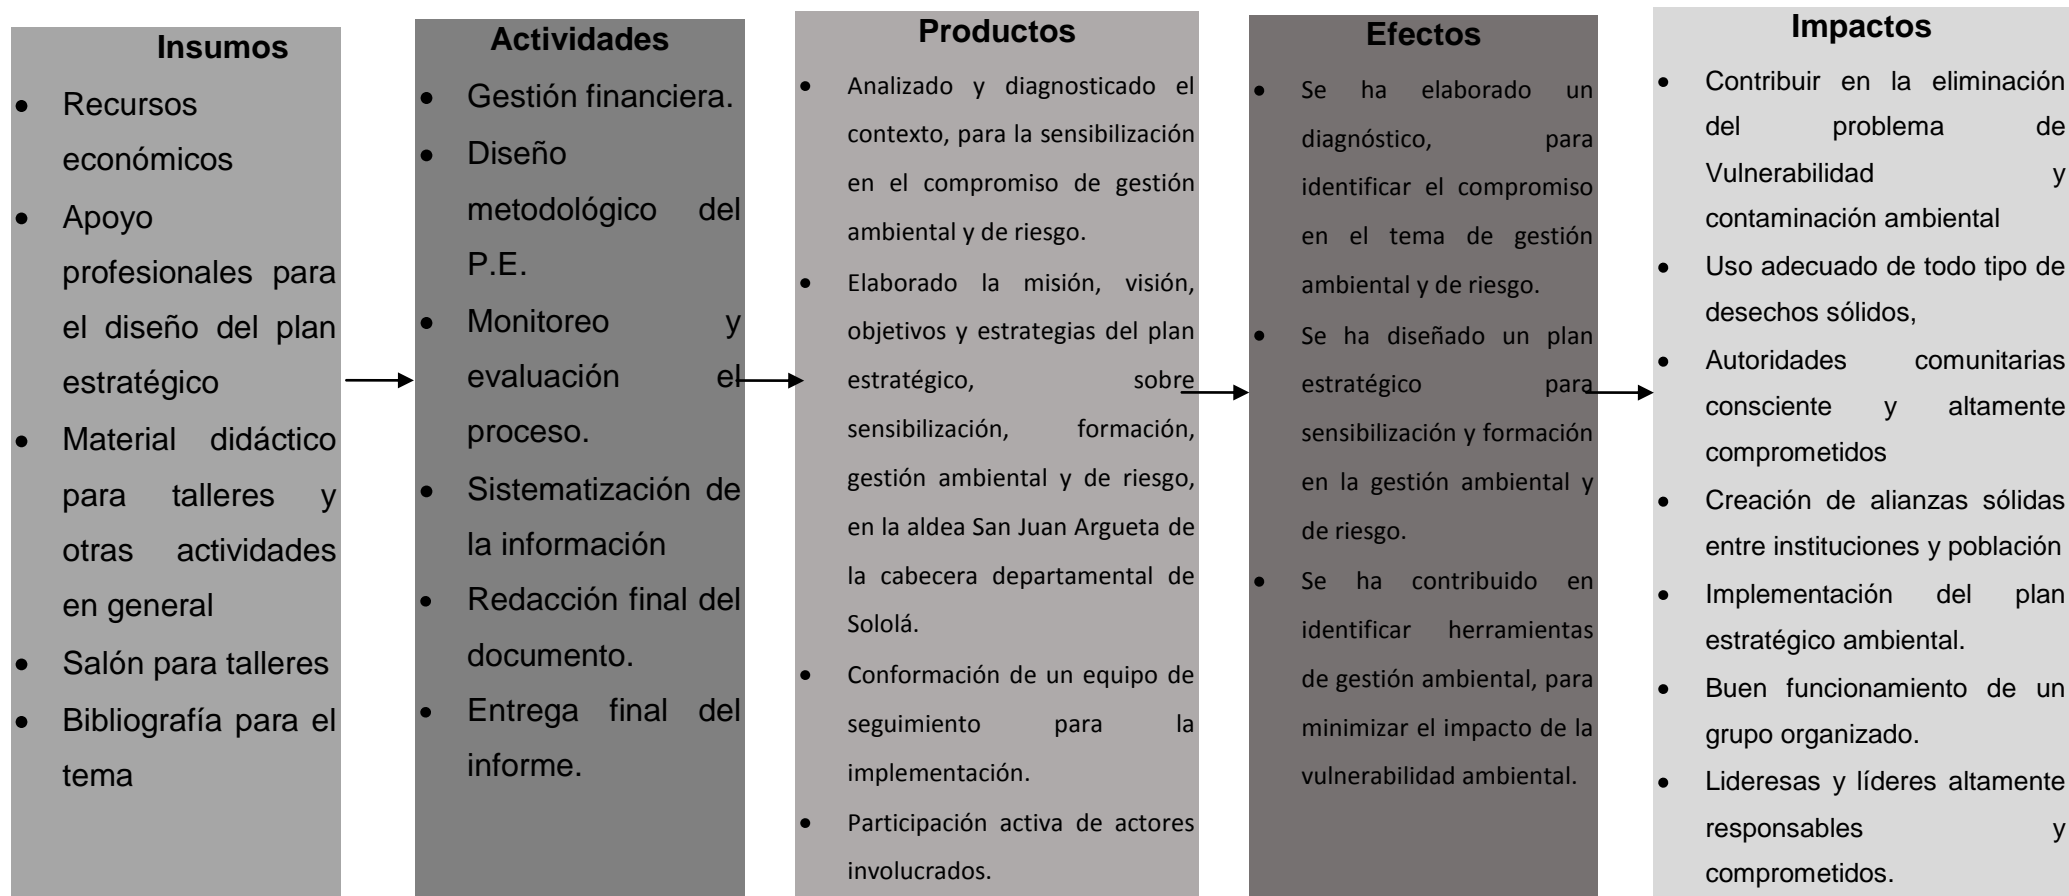 Insumos
• Recursos
económicos
• Apoyo
profesionales para
el diseño del plan
estratégico
• Material didáctico
para talleres y
otras actividades
en general
• Salón para talleres
• Bibliografía para el
tema
Actividades
• Gestión financiera.
• Diseño
metodológico del
P.E.
• Monitoreo y
evaluación el
proceso.
• Sistematización de
la información
• Redacción final del
documento.
• Entrega final del
informe.
Productos
• Analizado y diagnosticado el
contexto, para la sensibilización
en el compromiso de gestión
ambiental y de riesgo.
• Elaborado la misión, visión,
objetivos y estrategias del plan
estratégico, sobre
sensibilización, formación,
gestión ambiental y de riesgo,
en la aldea San Juan Argueta de
la cabecera departamental de
Sololá.
• Conformación de un equipo de
seguimiento para la
implementación.
• Participación activa de actores
involucrados.
Efectos
• Se ha elaborado un
diagnóstico, para
identificar el compromiso
en el tema de gestión
ambiental y de riesgo.
• Se ha diseñado un plan
estratégico para
sensibilización y formación
en la gestión ambiental y
de riesgo.
• Se ha contribuido en
identificar herramientas
de gestión ambiental, para
minimizar el impacto de la
vulnerabilidad ambiental.
Impactos
• Contribuir en la eliminación
del problema de
Vulnerabilidad y
contaminación ambiental
• Uso adecuado de todo tipo de
desechos sólidos,
• Autoridades comunitarias
consciente y altamente
comprometidos
• Creación de alianzas sólidas
entre instituciones y población
• Implementación del plan
estratégico ambiental.
• Buen funcionamiento de un
grupo organizado.
• Lideresas y líderes altamente
responsables y
comprometidos.